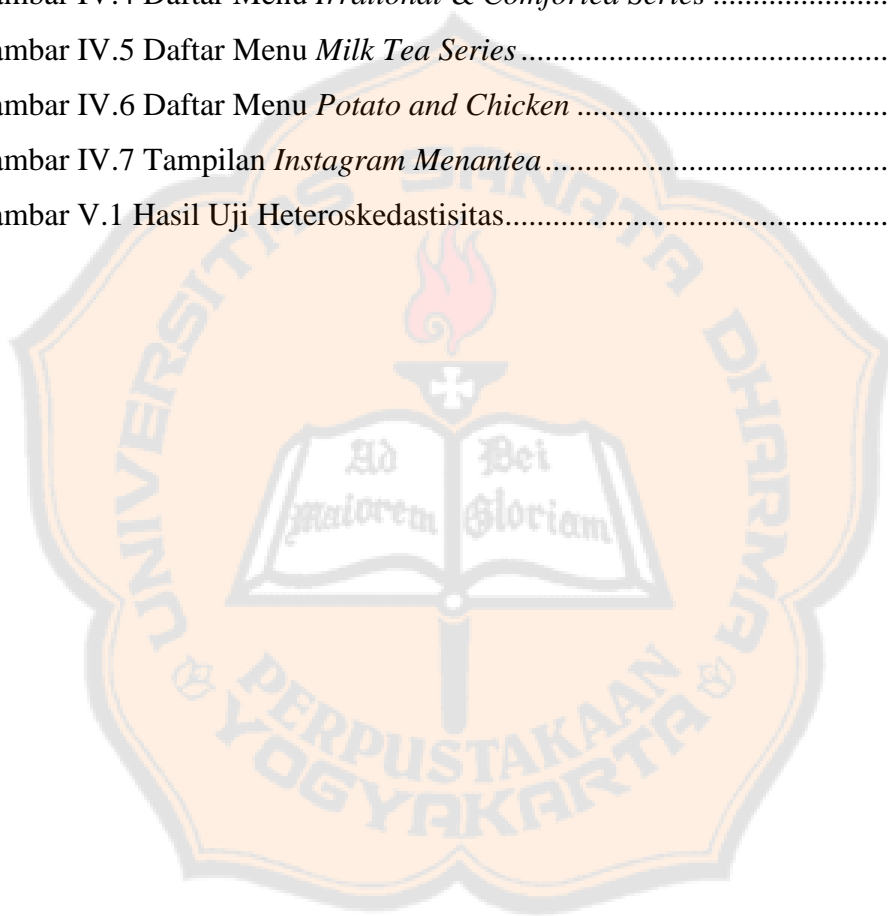 ambar IV.4 Daftar Menu Irrational & Comforted Series ......................
ambar IV.5 Daftar Menu Milk Tea Series ..................................................
ambar IV.6 Daftar Menu Potato and Chicken ..........................................
ambar IV.7 Tampilan Instagram Menantea ..............................................
ambar V.1 Hasil Uji Heteroskedastisitas....................................................
UNIVERSITAS SANATA DHARMA
Ad Dei
maiorem Gloriam
PERPUSTAKAAN
YOGYAKARTA